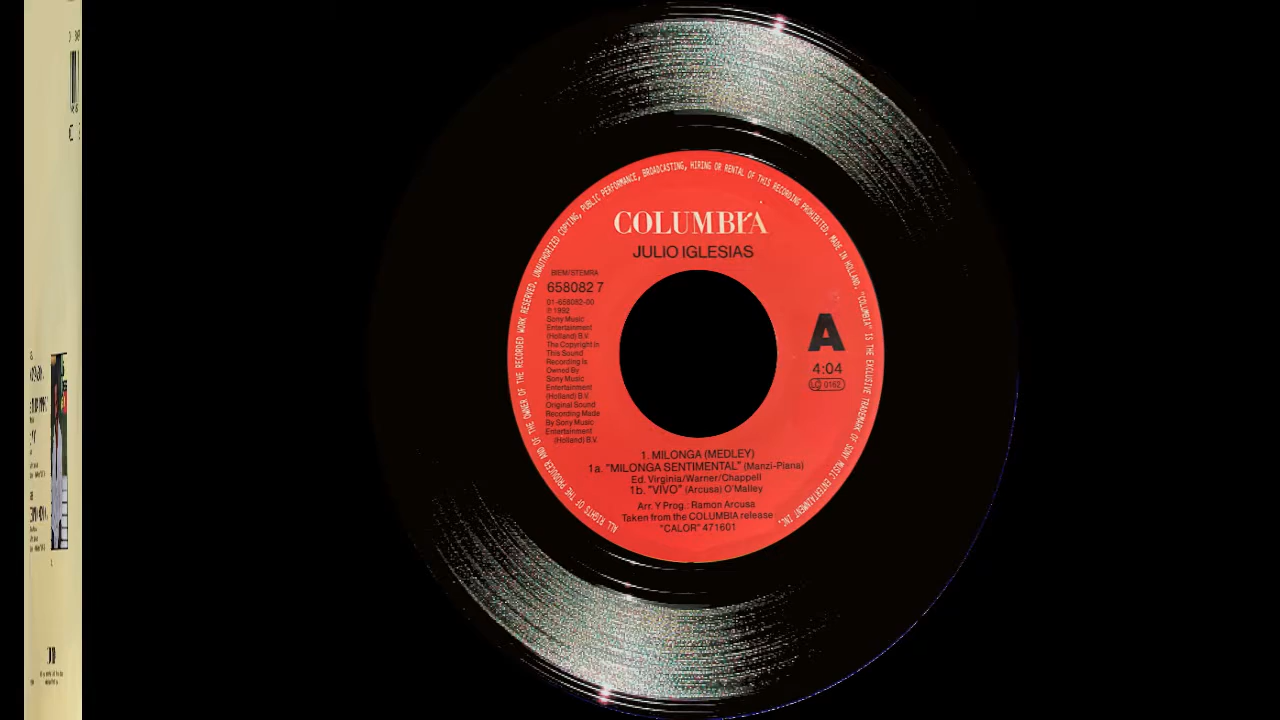 ALL RIGHTS OF THE PRODUCER AND OF THE OWNER OF THE RECORDED WORK RESERVED. UNAUTHORIZED COPYING, PUBLIC PERFORMANCE, BROADCASTING, HIRING OR RENTAL OF THIS RECORDING PROHIBITED. MADE IN HOLLAND. "COLUMBIA" IS THE EXCLUSIVE TRADEMARK OF SONY MUSIC ENTERTAINMENT INC.
COLUMBIA
JULIO IGLESIAS
BIEM/STEMRA
658082 7
01-658082-00
℗ 1992
Sony Music
Entertainment
(Holland) B.V.
The Copyright in
This Sound
Recording Is
Owned By
Sony Music
Entertainment
(Holland) B.V.
Original Sound
Recording Made
By Sony Music
Entertainment
(Holland) B.V.
A
4:04
LC 0162
1. MILONGA (MEDLEY)
1a. "MILONGA SENTIMENTAL" (Manzi-Piana)
Ed. Virginia/Warner/Chappell
1b. "VIVO" (Arcusa) O'Malley
Arr. Y Prog.: Ramon Arcusa
Taken from the COLUMBIA release
"CALOR" 471601